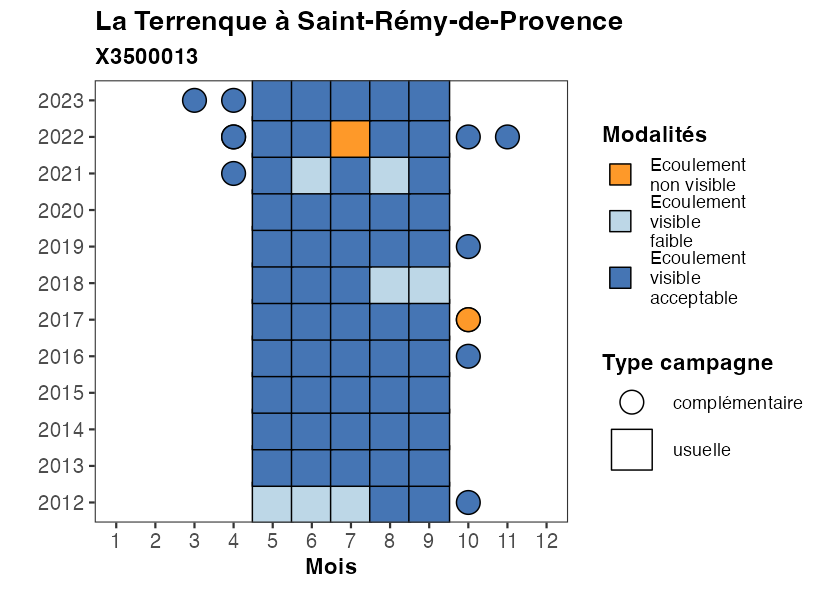 La Terrenque à Saint-Rémy-de-Provence
X3500013
2023
2022
2021
2020
2019
2018
2017
2016
2015
2014
2013
2012
1 2 3 4 5 6 7 8 9 10 11 12
Mois
Modalités
Ecoulement
non visible
Ecoulement
visible
faible
Ecoulement
visible
acceptable
Type campagne
complémentaire
usuelle